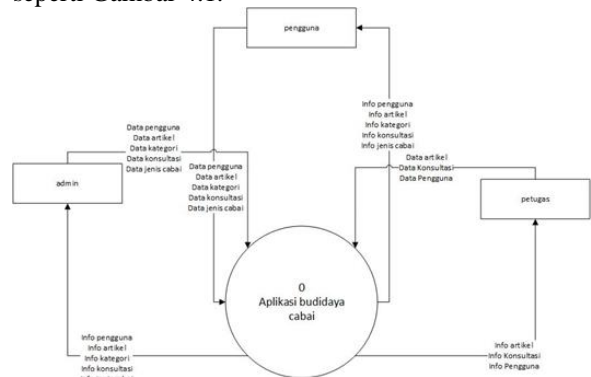 seperti Gambar 4.1.
pengguna
Info pengguna
Info artikel
Info kategori
Info konsultasi
Info jenis cabai
Data pengguna
Data artikel
Data kategori
Data konsultasi
Data jenis cabai
Data pengguna
Data artikel
Data kategori
Data konsultasi
Data jenis cabai
Data artikel
Data Konsultasi
Data Pengguna
admin
petugas
0
Aplikasi budidaya
cabai
Info pengguna
Info artikel
Info kategori
Info konsultasi
Info artikel
Info Konsultasi
Info Pengguna